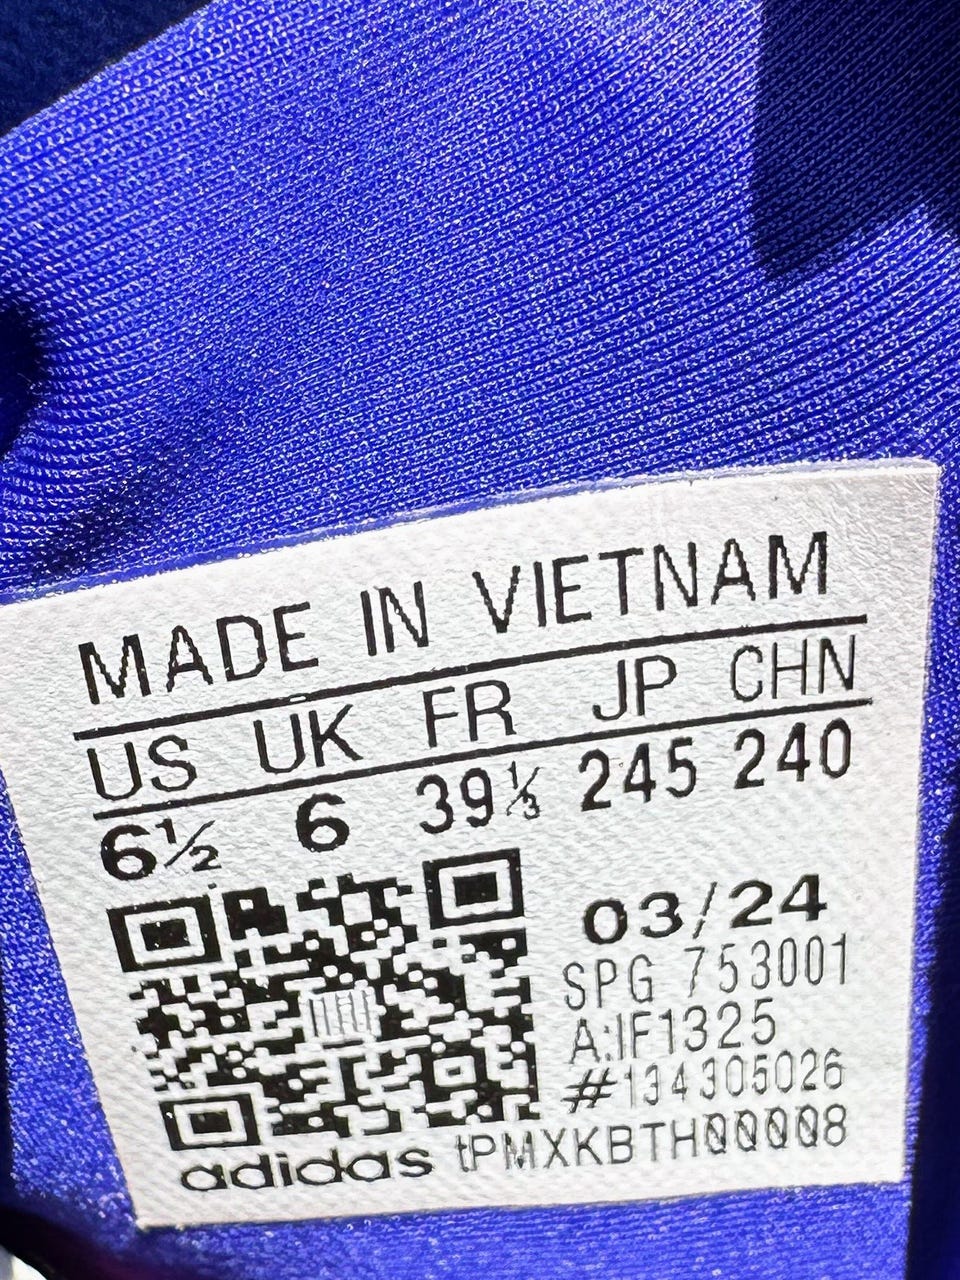 MADE IN VIETNAM
US UK FR JP CHN
6½ 6 39⅓ 245 240
03/24
SPG 753001
A:IF1325
#134305026
adidas tPMXKBTH00008